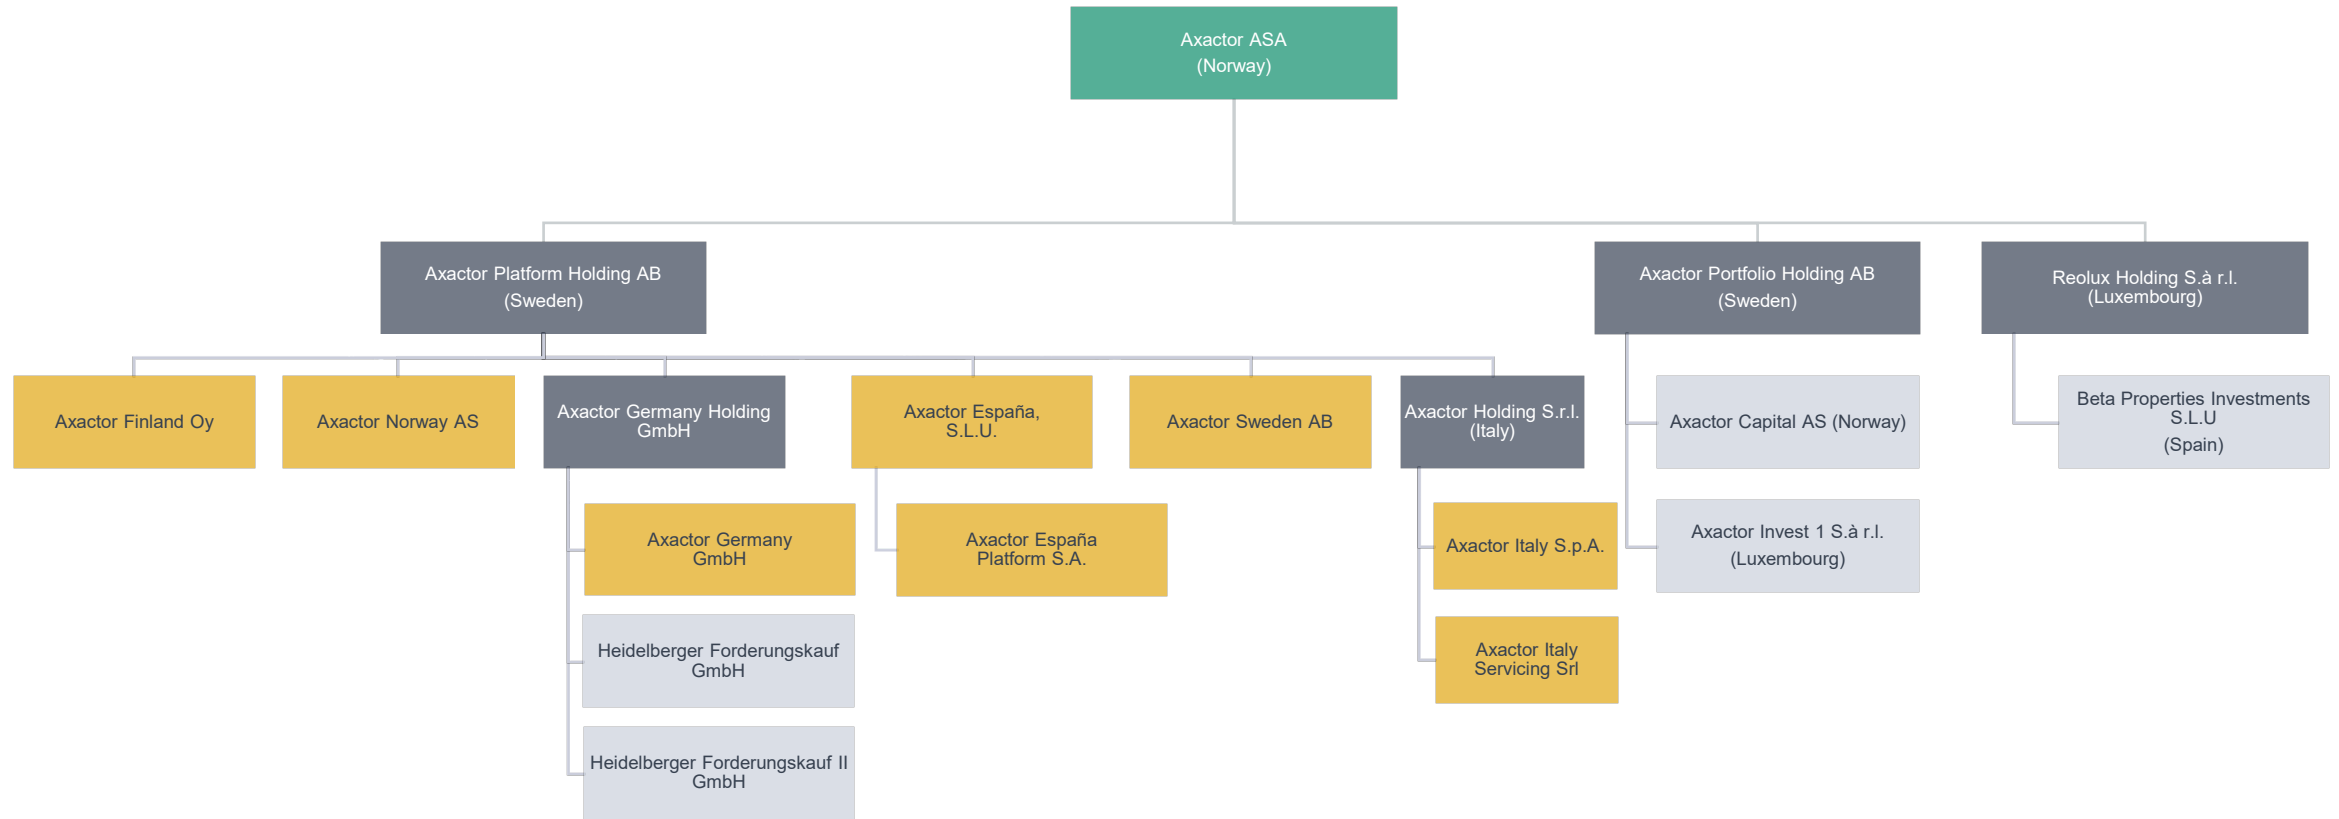 Axactor ASA
(Norway)
Axactor Platform Holding AB
(Sweden)
Axactor Portfolio Holding AB
(Sweden)
Reolux Holding S.à r.l.
(Luxembourg)
Axactor Finland Oy
Axactor Norway AS
Axactor Germany Holding
GmbH
Axactor España,
S.L.U.
Axactor Sweden AB
Axactor Holding S.r.l.
(Italy)
Axactor Capital AS (Norway)
Beta Properties Investments
S.L.U
(Spain)
Axactor Germany
GmbH
Axactor España
Platform S.A.
Axactor Italy S.p.A.
Axactor Invest 1 S.à r.l.
(Luxembourg)
Heidelberger Forderungskauf
GmbH
Axactor Italy
Servicing Srl
Heidelberger Forderungskauf II
GmbH